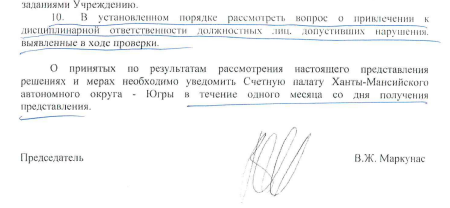 заданиями Учреждению.
10. В установленном порядке рассмотреть вопрос о привлечении к
дисциплинарной ответственности должностных лиц, допустивших нарушения,
выявленные в ходе проверки.
О принятых по результатам рассмотрения настоящего представления
решениях и мерах необходимо уведомить Счетную палату Ханты-Мансийского
автономного округа - Югры в течение одного месяца со дня получения
представления.
Председатель В.Ж. Маркунас